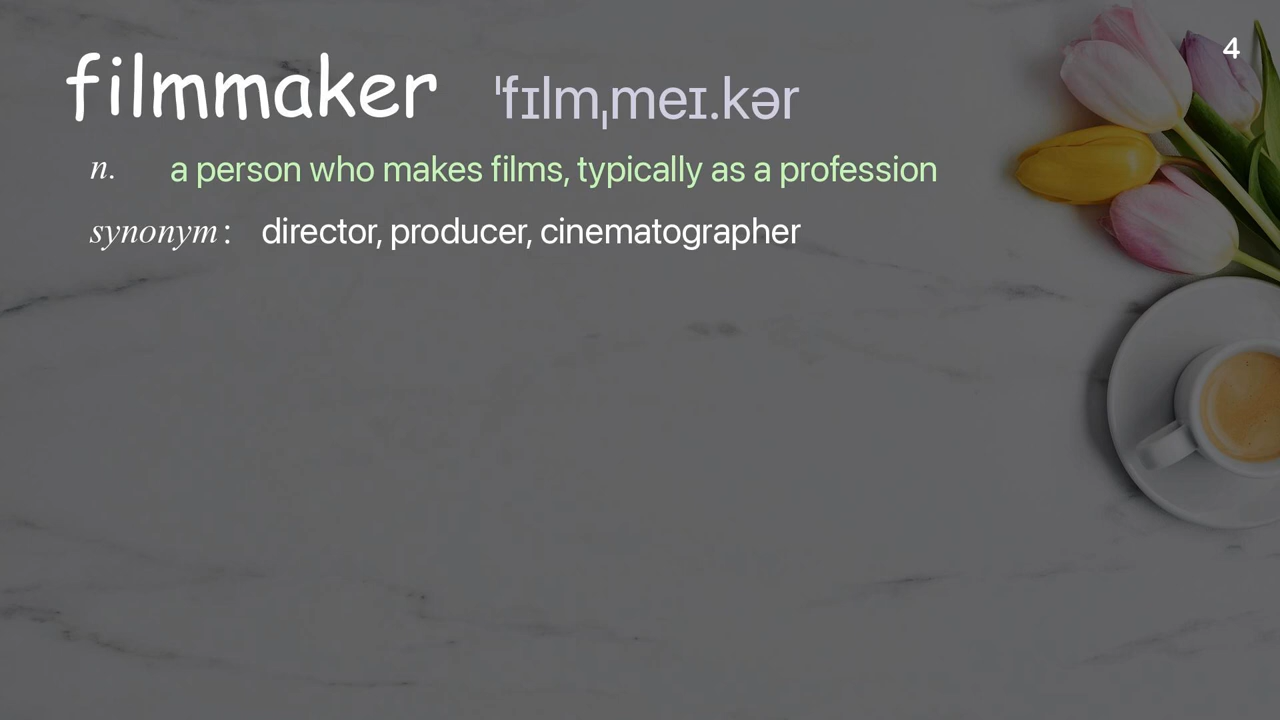 4
filmmaker ˈfɪlmˌmeɪ.kər
n. a person who makes films, typically as a profession
synonym : director, producer, cinematographer